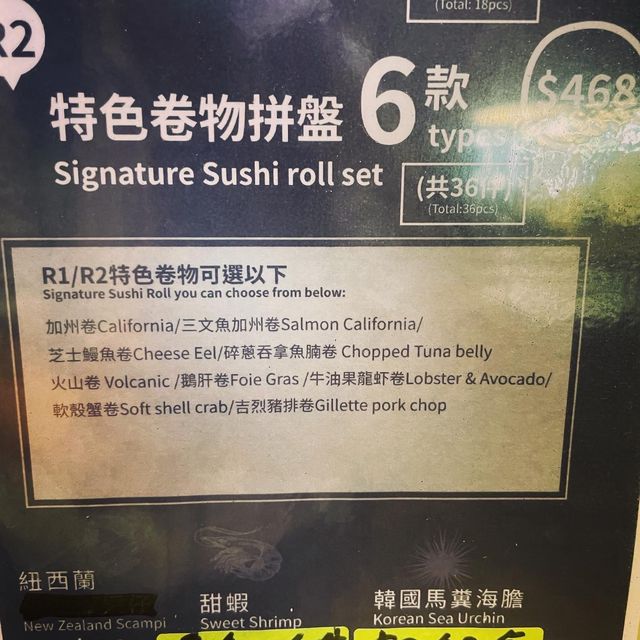 (Total: 18pcs)
R2
特色卷物拼盤 6 款
types
$468
Signature Sushi roll set
(共36件)
(Total:36pcs)
R1/R2特色卷物可選以下
Signature Sushi Roll you can choose from below:
加州卷California/三文魚加州卷Salmon California/
芝士鰻魚卷Cheese Eel/碎蔥吞拿魚腩卷 Chopped Tuna belly
火山卷 Volcanic /鵝肝卷Foie Gras /牛油果龍蝦卷Lobster & Avocado/
軟殼蟹卷Soft shell crab/吉烈豬排卷Gillette pork chop
紐西蘭
New Zealand Scampi
甜蝦
Sweet Shrimp
韓國馬糞海膽
Korean Sea Urchin